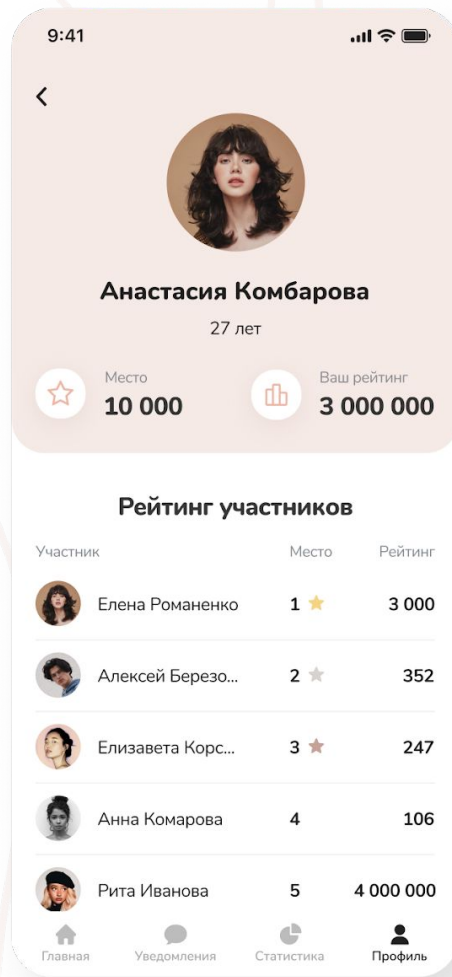 9:41
Анастасия Комбарова
27 лет
Место Ваш рейтинг
10 000 3 000 000
Рейтинг участников
Участник Место Рейтинг
Елена Романенко 1 3 000
Алексей Березо... 2 352
Елизавета Корс... 3 247
Анна Комарова 4 106
Рита Иванова 5 4 000 000
Главная Уведомления Статистика Профиль